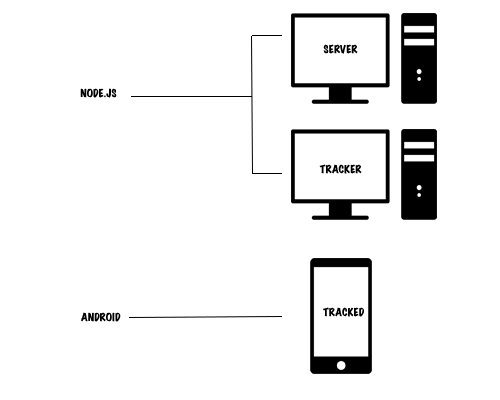 SERVER
NODE.JS
TRACKER
ANDROID
TRACKED